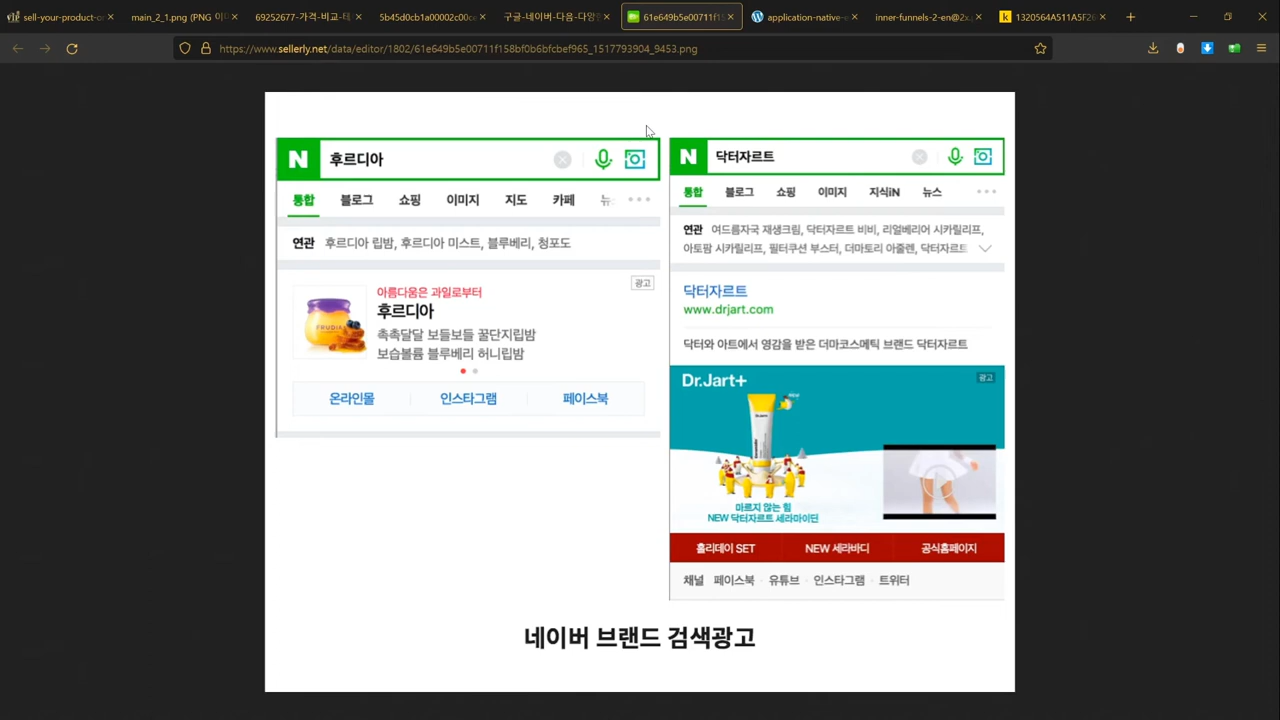 sell-your-product-o
main_2_1.png (PNG 이
69252677-가격-비교-테
5b45d0cb1a00002c00ce
구글-네이버-다음-다앙
61e649b5e00711f15
application-native-e
inner-funnels-2-en@2x.
1320564A511A5F26
https://www.sellerly.net/data/editor/1802/61e649b5e00711f158bf0b6bfcbef965_1517793904_9453.png
N 후르디아
통합 블로그 쇼핑 이미지 지도 카페 뉴
연관 후르디아 립밤, 후르디아 미스트, 블루베리, 청포도
광고
아름다움은 과일로부터
후르디아
촉촉달달 보들보들 꿀단지립밤
보습볼륨 블루베리 허니립밤
FRUDIA
온라인몰 인스타그램 페이스북
N 닥터자르트
통합 블로그 쇼핑 이미지 지식iN 뉴스
연관 여드름자국 재생크림, 닥터자르트 비비, 리얼베리어 시카릴리프,
아토팜 시카릴리프, 필터쿠션 부스터, 더마토리 아줄렌, 닥터자르트
닥터자르트
www.drjart.com
닥터와 아트에서 영감을 받은 더마코스메틱 브랜드 닥터자르트
Dr.Jart+
광고
NEW
Dr.Jart+
마르지 않는 힘
NEW 닥터자르트 세라마이딘
홀리데이 SET NEW 세라바디 공식홈페이지
채널 페이스북 유튜브 인스타그램 트위터
네이버 브랜드 검색광고